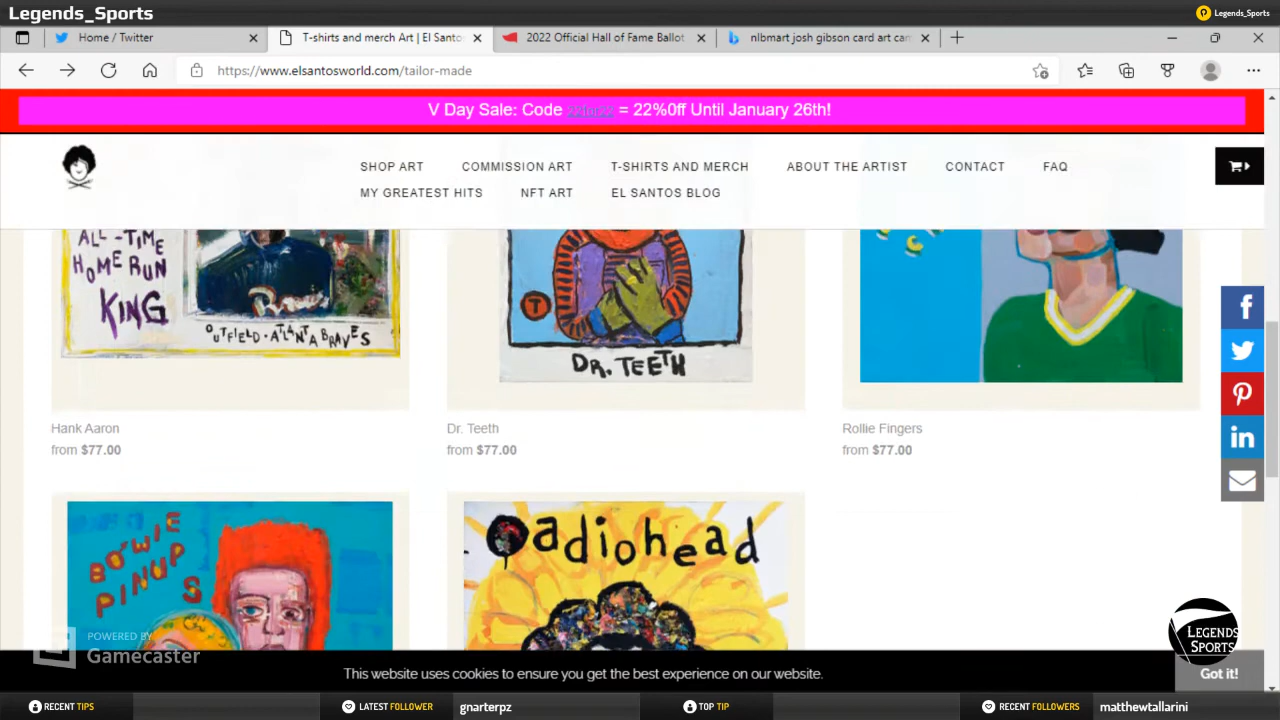 Legends_Sports
Legends_Sports
Home / Twitter
T-shirts and merch Art | El Santo
2022 Official Hall of Fame Ballot
nlbmart josh gibson card art car
https://www.elsantosworld.com/tailor-made
V Day Sale: Code 22for22 = 22%0ff Until January 26th!
SHOP ART COMMISSION ART T-SHIRTS AND MERCH ABOUT THE ARTIST CONTACT FAQ
MY GREATEST HITS NFT ART EL SANTOS BLOG
ALL-TIME
HOME RUN
KING
OUTFIELD·ATLANTA BRAVES
T
DR. TEETH
Hank Aaron
from $77.00
Dr. Teeth
from $77.00
Rollie Fingers
from $77.00
BOWIE
PINUP
S
Radiohead
f
in
LEGENDS
SPORTS
POWERED BY
Gamecaster
This website uses cookies to ensure you get the best experience on our website.
Got it!
RECENT TIPS
LATEST FOLLOWER
gnarterpz
TOP TIP
RECENT FOLLOWERS
matthewtallarini